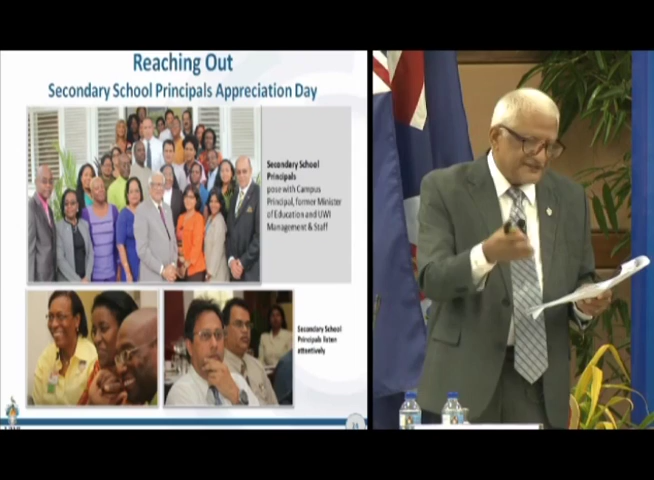 Reaching Out
Secondary School Principals Appreciation Day
Secondary School
Principals
pose with Campus
Principal, former Minister
of Education and UWI
Management & Staff
Secondary School
Principals listen
attentively